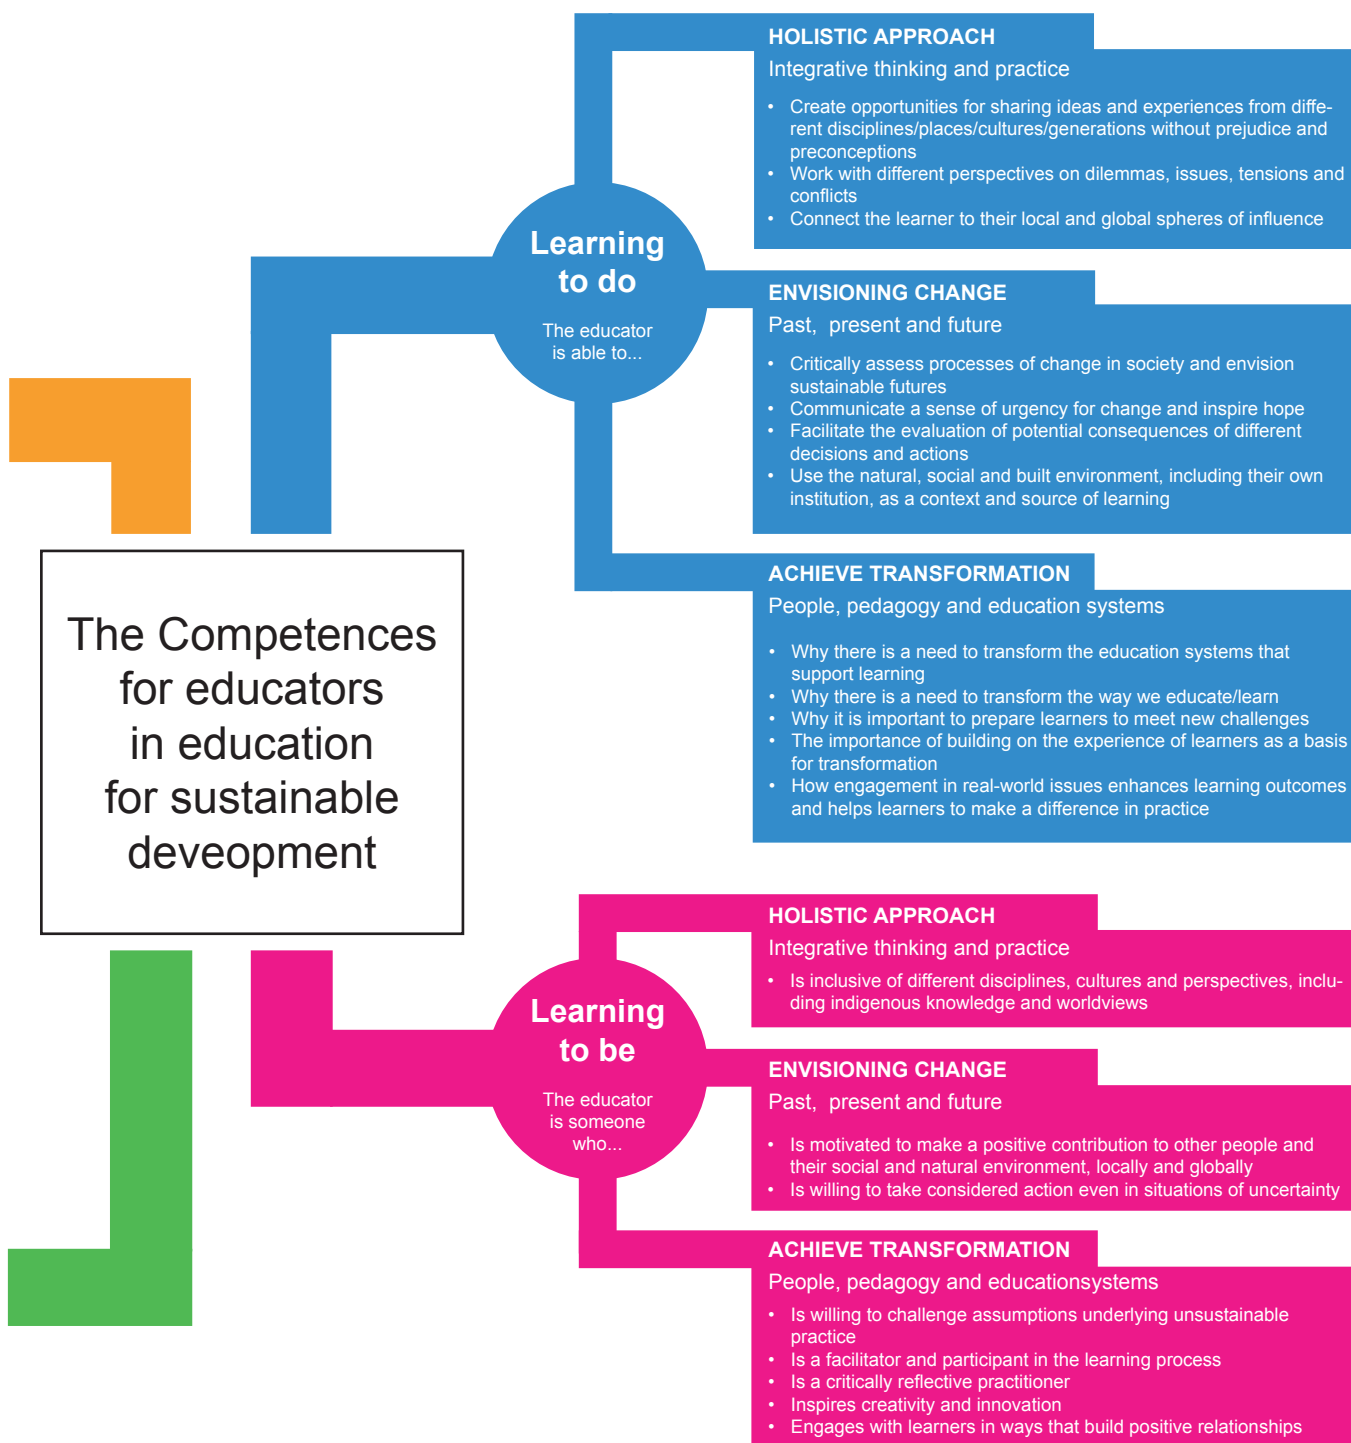 HOLISTIC APPROACH
Integrative thinking and practice
• Create opportunities for sharing ideas and experiences from diffe-
rent disciplines/places/cultures/generations without prejudice and
preconceptions
• Work with different perspectives on dilemmas, issues, tensions and
conflicts
• Connect the learner to their local and global spheres of influence
Learning
to do
The educator
is able to...
ENVISIONING CHANGE
Past, present and future
• Critically assess processes of change in society and envision
sustainable futures
• Communicate a sense of urgency for change and inspire hope
• Facilitate the evaluation of potential consequences of different
decisions and actions
• Use the natural, social and built environment, including their own
institution, as a context and source of learning
ACHIEVE TRANSFORMATION
People, pedagogy and education systems
• Why there is a need to transform the education systems that
support learning
• Why there is a need to transform the way we educate/learn
• Why it is important to prepare learners to meet new challenges
• The importance of building on the experience of learners as a basis
for transformation
• How engagement in real-world issues enhances learning outcomes
and helps learners to make a difference in practice
The Competences
for educators
in education
for sustainable
deveopment
HOLISTIC APPROACH
Integrative thinking and practice
• Is inclusive of different disciplines, cultures and perspectives, inclu-
ding indigenous knowledge and worldviews
Learning
to be
The educator
is someone
who...
ENVISIONING CHANGE
Past, present and future
• Is motivated to make a positive contribution to other people and
their social and natural environment, locally and globally
• Is willing to take considered action even in situations of uncertainty
ACHIEVE TRANSFORMATION
People, pedagogy and educationsystems
• Is willing to challenge assumptions underlying unsustainable
practice
• Is a facilitator and participant in the learning process
• Is a critically reflective practitioner
• Inspires creativity and innovation
• Engages with learners in ways that build positive relationships